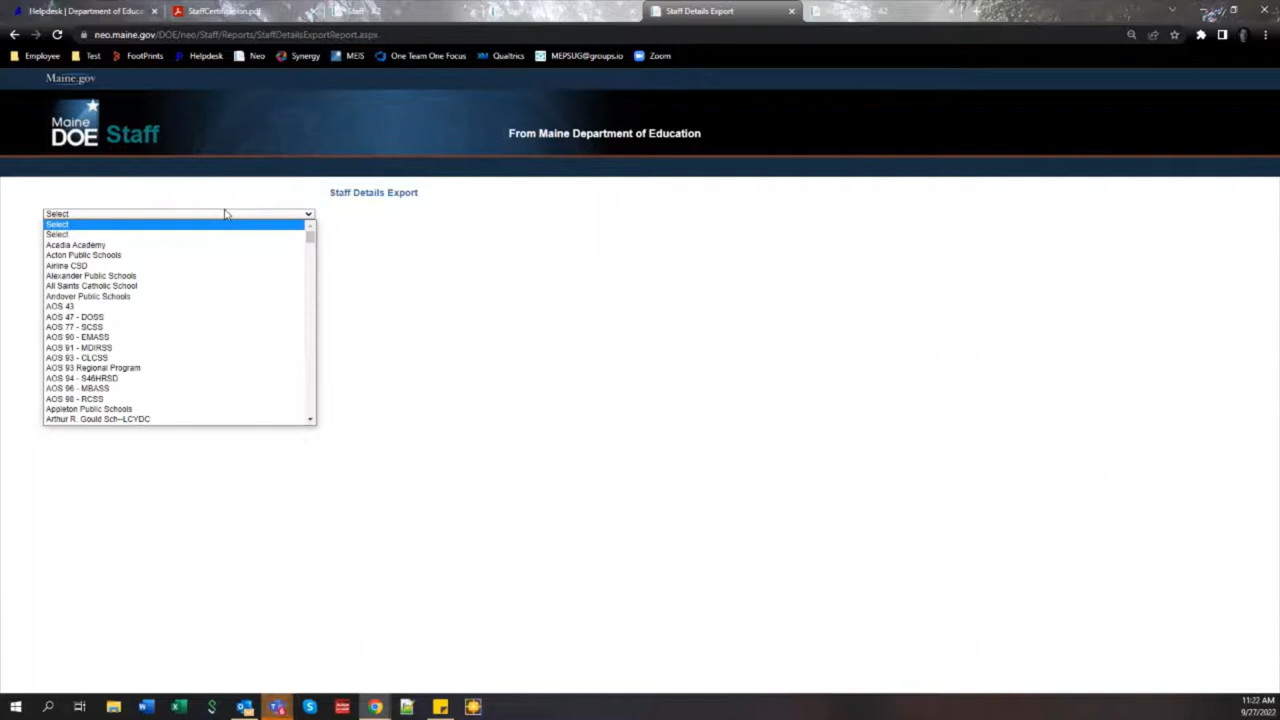 Helpdesk | Department of Educa
StaffCertification.pdf
Staff Details Export
neo.maine.gov/DOE/neo/Staff/Reports/StaffDetailsExportReport.aspx
Employee
Test
FootPrints
Helpdesk
Neo
Synergy
MEIS
One Team One Focus
Qualtrics
MEPSUG@groups.io
Zoom
Maine.gov
Maine
DOE Staff
From Maine Department of Education
Staff Details Export
Select
Select
Select
Acadia Academy
Acton Public Schools
Airline CSD
Alexander Public Schools
All Saints Catholic School
Andover Public Schools
AOS 43
AOS 47 - DOSS
AOS 77 - SCSS
AOS 90 - EMASS
AOS 91 - MDIRSS
AOS 93 - CLCSS
AOS 93 Regional Program
AOS 94 - S46HRSD
AOS 96 - MBASS
AOS 98 - RCSS
Appleton Public Schools
Arthur R. Gould Sch--LCYDC
11:22 AM
9/27/2022